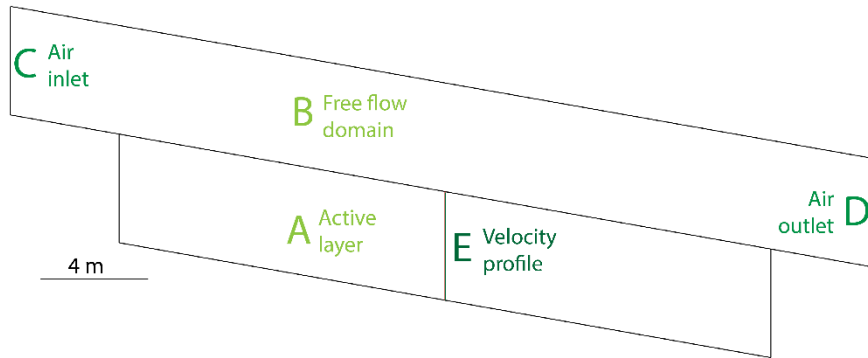 C Air
inlet
B Free flow
domain
A Active
layer
E Velocity
profile
Air
outlet D
4 m